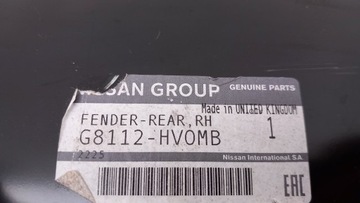 NISSAN GROUP GENUINE PARTS
Made in UNITED KINGDOM
FENDER-REAR,RH
G8112-HV0MB 1
2225
Nissan International S.A
EAC